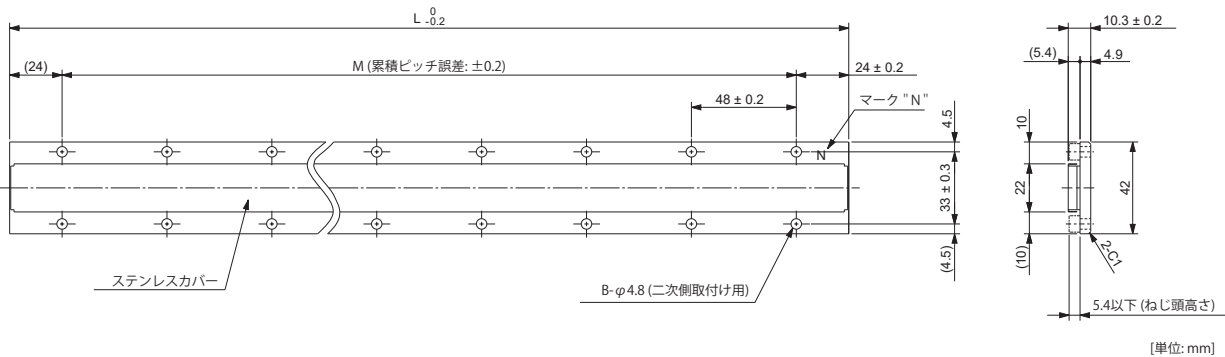 L 0 -0.2
(24)
M (累積ピッチ誤差: ±0.2)
24 ± 0.2
48 ± 0.2
マーク "N"
N
4.5
33 ± 0.3
(4.5)
ステンレスカバー
B-φ4.8 (二次側取付け用)
10.3 ± 0.2
(5.4)
4.9
10
22
42
(10)
2-C1
5.4以下 (ねじ頭高さ)
[単位: mm]